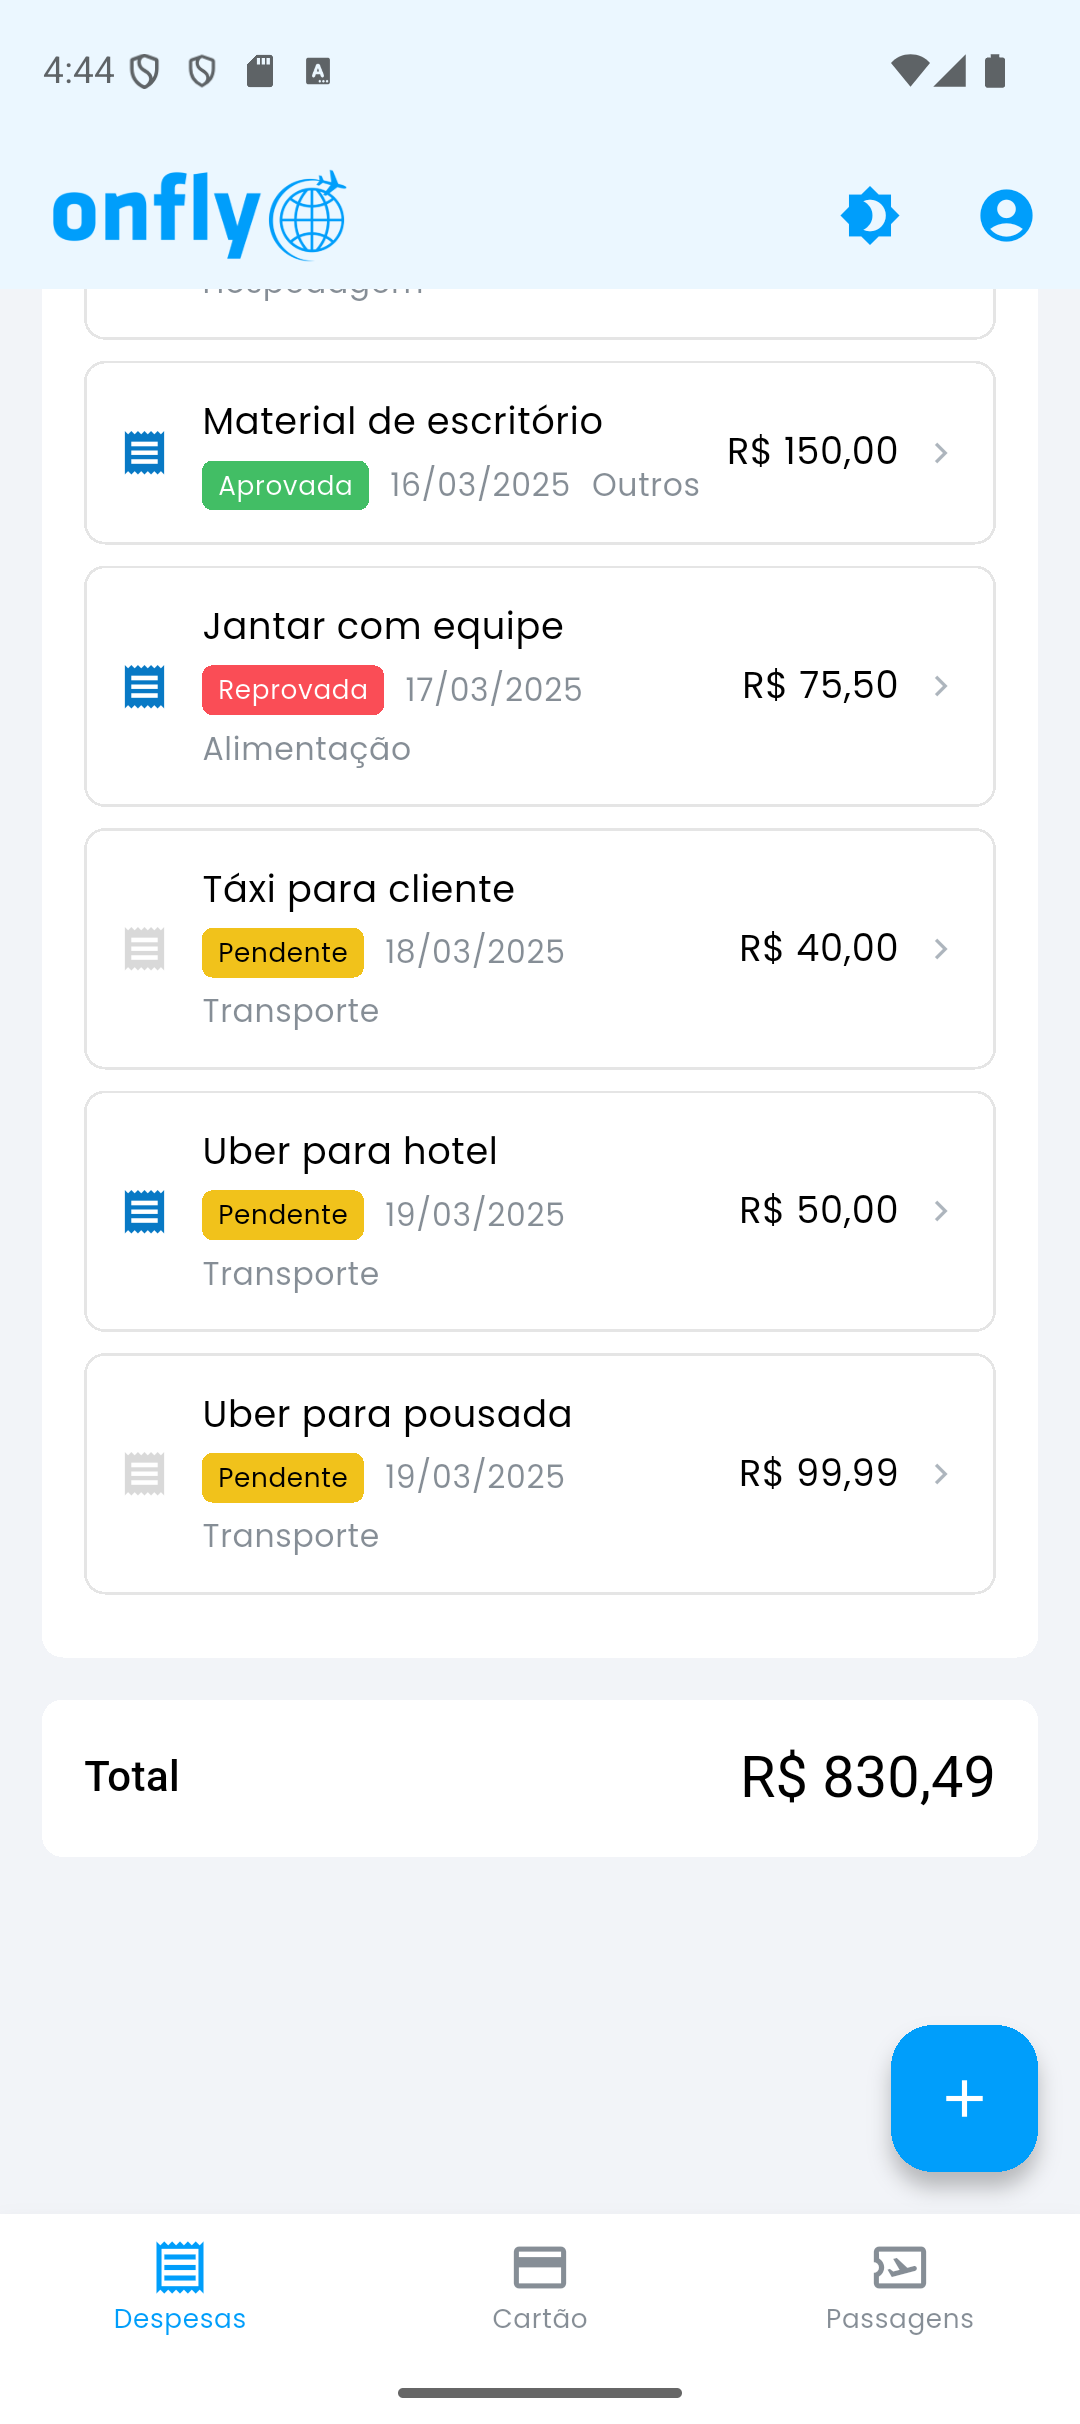 4:44
onfly
Hospedagem
Material de escritório
R$ 150,00
Aprovada 16/03/2025 Outros
Jantar com equipe
Reprovada 17/03/2025
R$ 75,50
Alimentação
Táxi para cliente
Pendente 18/03/2025
R$ 40,00
Transporte
Uber para hotel
Pendente 19/03/2025
R$ 50,00
Transporte
Uber para pousada
Pendente 19/03/2025
R$ 99,99
Transporte
Total R$ 830,49
Despesas Cartão Passagens